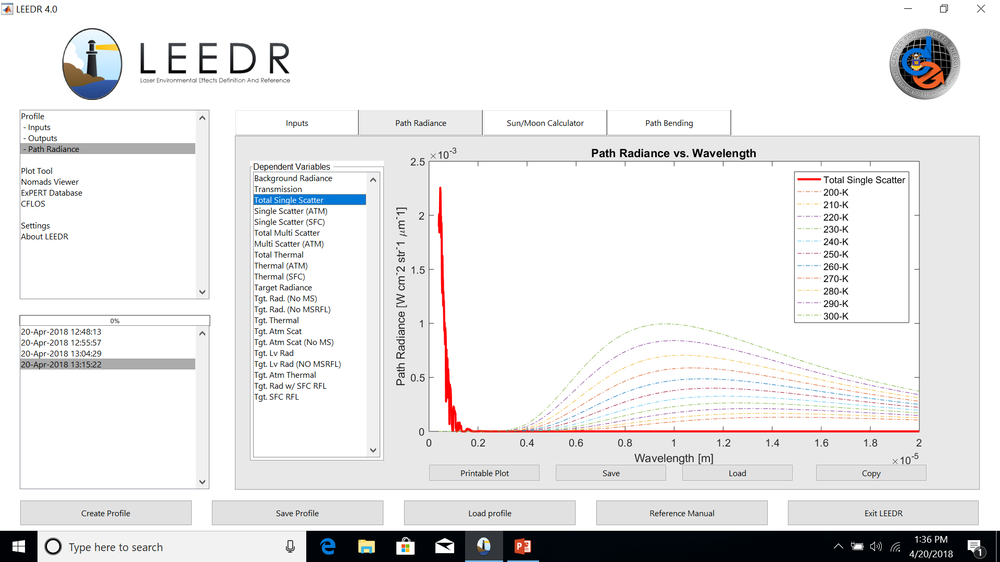 LEEDR 4.0
LEEDR
Laser Environmental Effects Definition And Reference
CENTER FOR DIRECTED ENERGY
RESEARCH EDUCATION INNOVATION
Profile
- Inputs
- Outputs
- Path Radiance
Plot Tool
Nomads Viewer
ExPERT Database
CFLOS
Settings
About LEEDR
0%
20-Apr-2018 12:48:13
20-Apr-2018 12:55:57
20-Apr-2018 13:04:29
20-Apr-2018 13:15:22
Inputs
Path Radiance
Sun/Moon Calculator
Path Bending
Dependent Variables
Background Radiance
Transmission
Total Single Scatter
Single Scatter (ATM)
Single Scatter (SFC)
Total Multi Scatter
Multi Scatter (ATM)
Total Thermal
Thermal (ATM)
Thermal (SFC)
Target Radiance
Tgt. Rad. (No MS)
Tgt. Rad. (No MSRFL)
Tgt. Thermal
Tgt. Atm Scat
Tgt. Atm Scat (No MS)
Tgt. Lv Rad
Tgt. Lv Rad (NO MSRFL)
Tgt. Atm Thermal
Tgt. Rad w/ SFC RFL
Tgt. SFC RFL
Path Radiance vs. Wavelength
×10-3
2.5
2
1.5
1
0.5
0
Path Radiance [W cm-2 str-1 μm-1]
0 0.2 0.4 0.6 0.8 1 1.2 1.4 1.6 1.8 2
Wavelength [m]
×10-5
Total Single Scatter
200-K
210-K
220-K
230-K
240-K
250-K
260-K
270-K
280-K
290-K
300-K
Printable Plot
Save
Load
Copy
Create Profile
Save Profile
Load profile
Reference Manual
Exit LEEDR
Type here to search
1:36 PM
4/20/2018
1